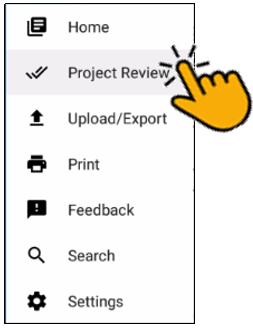 Home
Project Review
Upload/Export
Print
Feedback
Search
Settings